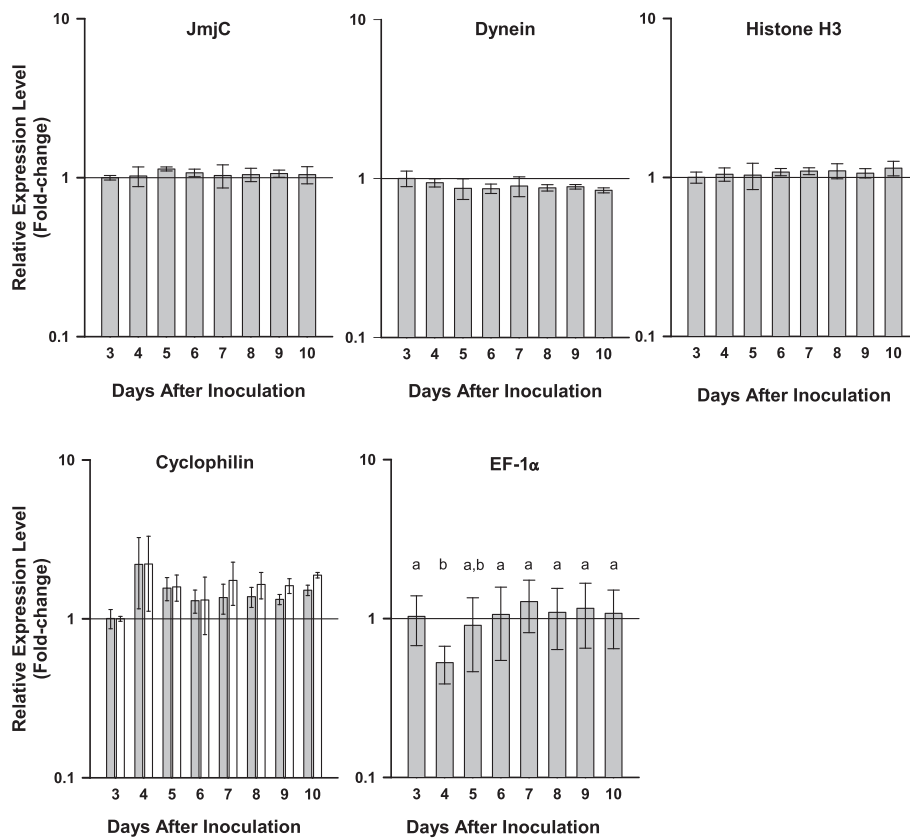 JmjC
Dynein
Histone H3
10
1
0.1
10
1
0.1
10
1
0.1
Relative Expression Level
(Fold-change)
3 4 5 6 7 8 9 10
3 4 5 6 7 8 9 10
3 4 5 6 7 8 9 10
Days After Inoculation
Days After Inoculation
Days After Inoculation
Cyclophilin
EF-1α
10
1
0.1
10
1
0.1
Relative Expression Level
(Fold-change)
a b a,b a a a a a
3 4 5 6 7 8 9 10
3 4 5 6 7 8 9 10
Days After Inoculation
Days After Inoculation